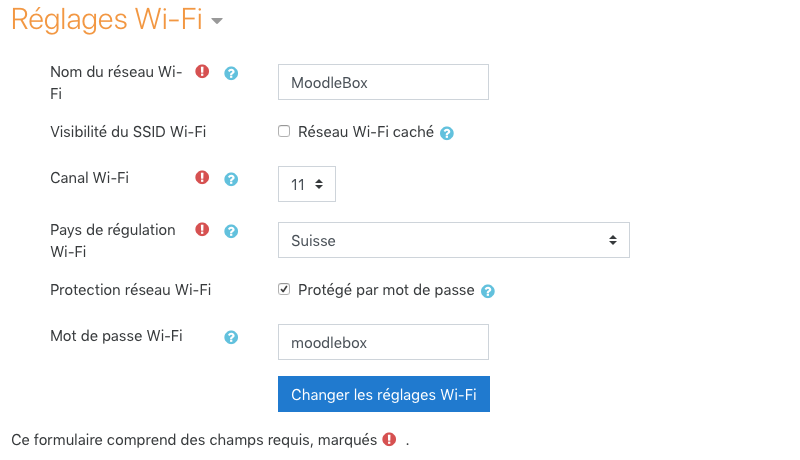 Réglages Wi-Fi
Nom du réseau Wi-
Fi
MoodleBox
Visibilité du SSID Wi-Fi
Réseau Wi-Fi caché
Canal Wi-Fi
11
Pays de régulation
Wi-Fi
Suisse
Protection réseau Wi-Fi
Protégé par mot de passe
Mot de passe Wi-Fi
moodlebox
Changer les réglages Wi-Fi
Ce formulaire comprend des champs requis, marqués .